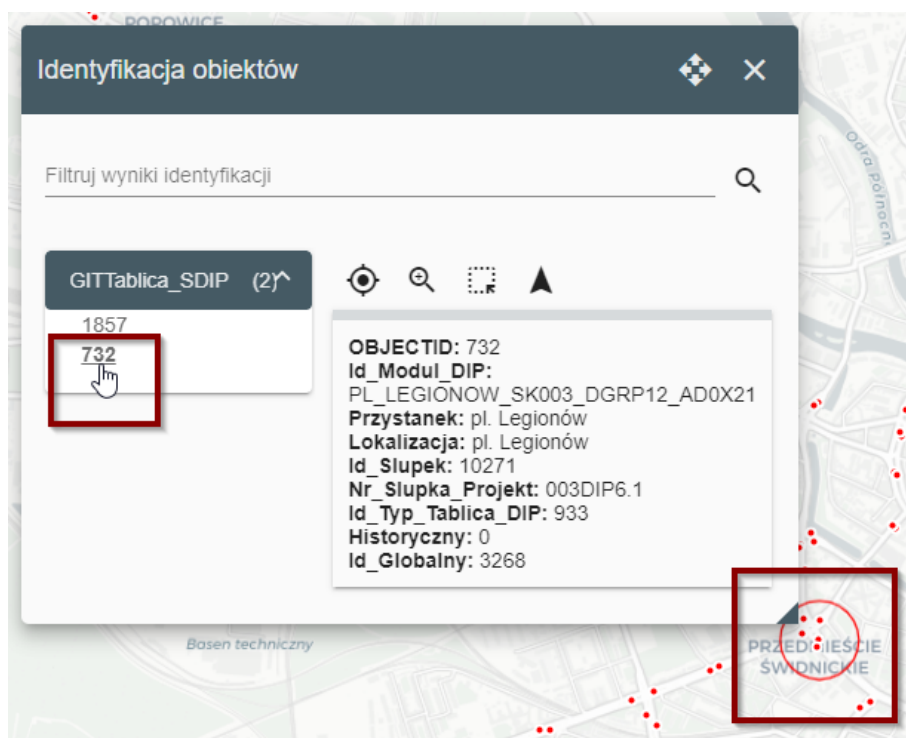 POPOWICE
Identyfikacja obiektów
Odra Północn
Filtruj wyniki identyfikacji
GITTablica_SDIP (2)
1857
732
OBJECTID: 732
Id_Modul_DIP:
PL_LEGIONOW_SK003_DGRP12_AD0X21
Przystanek: pl. Legionów
Lokalizacja: pl. Legionów
Id_Slupek: 10271
Nr_Slupka_Projekt: 003DIP6.1
Id_Typ_Tablica_DIP: 933
Historyczny: 0
Id_Globalny: 3268
Basen techniczny
PRZEDMIEŚCIE
ŚWIDNICKIE